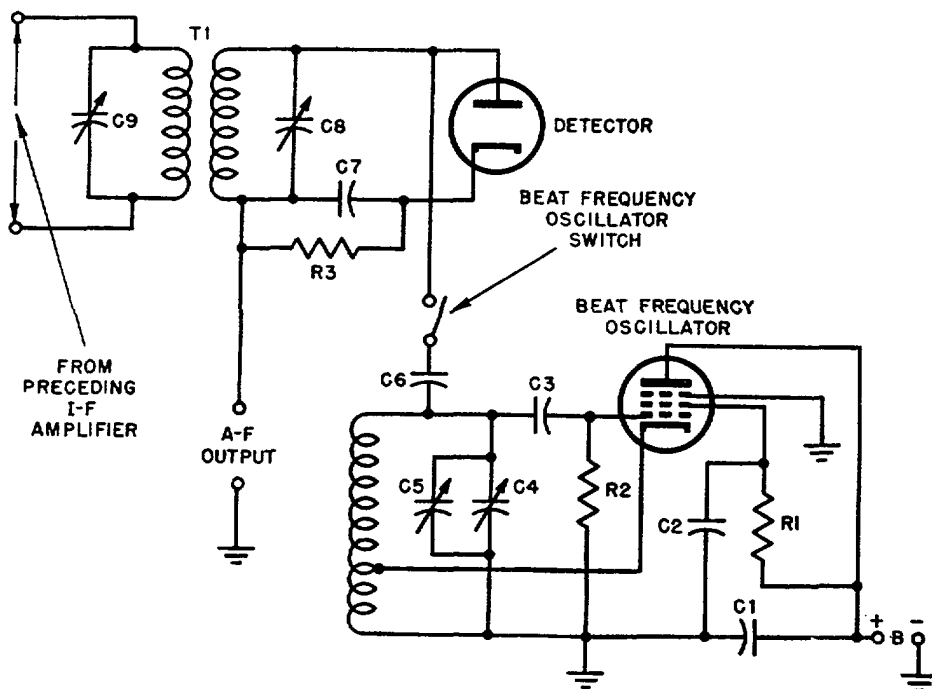 T1
C9
C8
DETECTOR
C7
R3
BEAT FREQUENCY
OSCILLATOR
SWITCH
FROM
PRECEDING
I-F
AMPLIFIER
A-F
OUTPUT
BEAT FREQUENCY
OSCILLATOR
C6
C3
C5
C4
R2
C2
R1
C1
+ B -